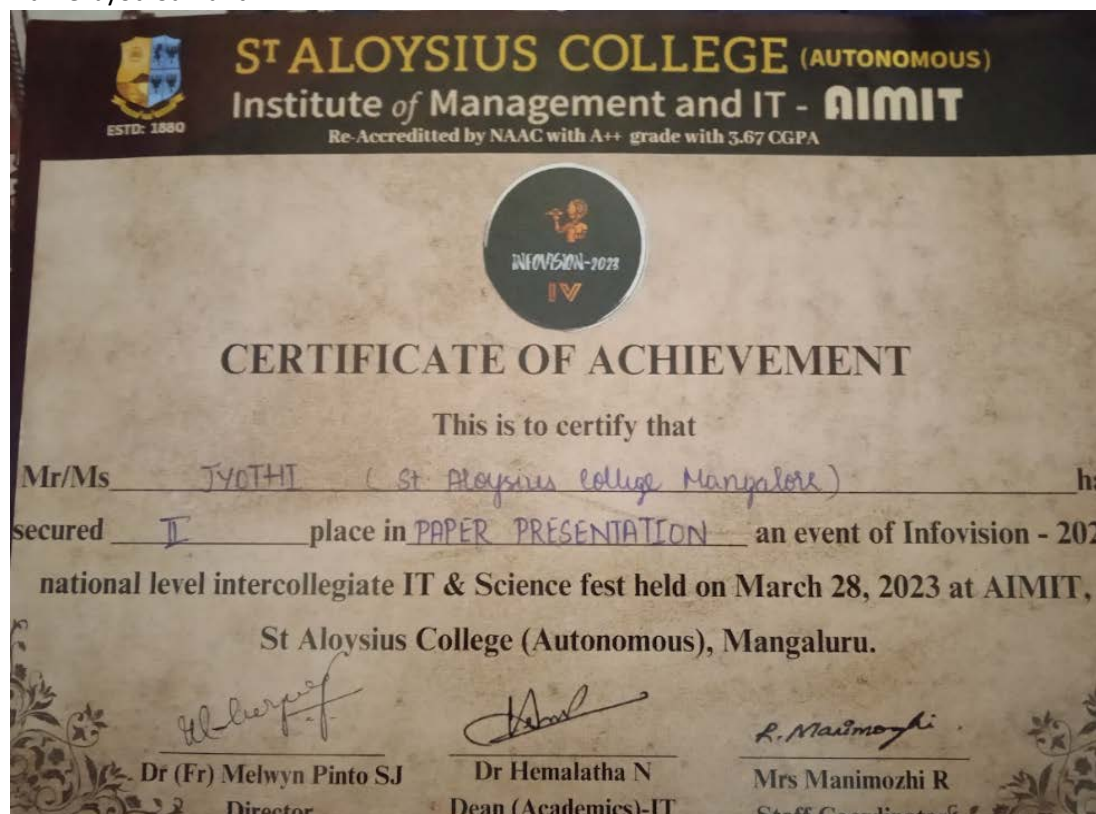 ST ALOYSIUS COLLEGE (AUTONOMOUS)
Institute of Management and IT - AIMIT
ESTD: 1880
Re-Accreditted by NAAC with A++ grade with 3.67 CGPA
INFOVISION-2023
IV
CERTIFICATE OF ACHIEVEMENT
This is to certify that
Mr/Ms JYOTHI (St Aloysius College Mangalore) ha
secured II place in PAPER PRESENTATION an event of Infovision - 202
national level intercollegiate IT & Science fest held on March 28, 2023 at AIMIT,
St Aloysius College (Autonomous), Mangaluru.
R. Manimozhi
Dr (Fr) Melwyn Pinto SJ Dr Hemalatha N Mrs Manimozhi R
Director Dean (Academics)-IT